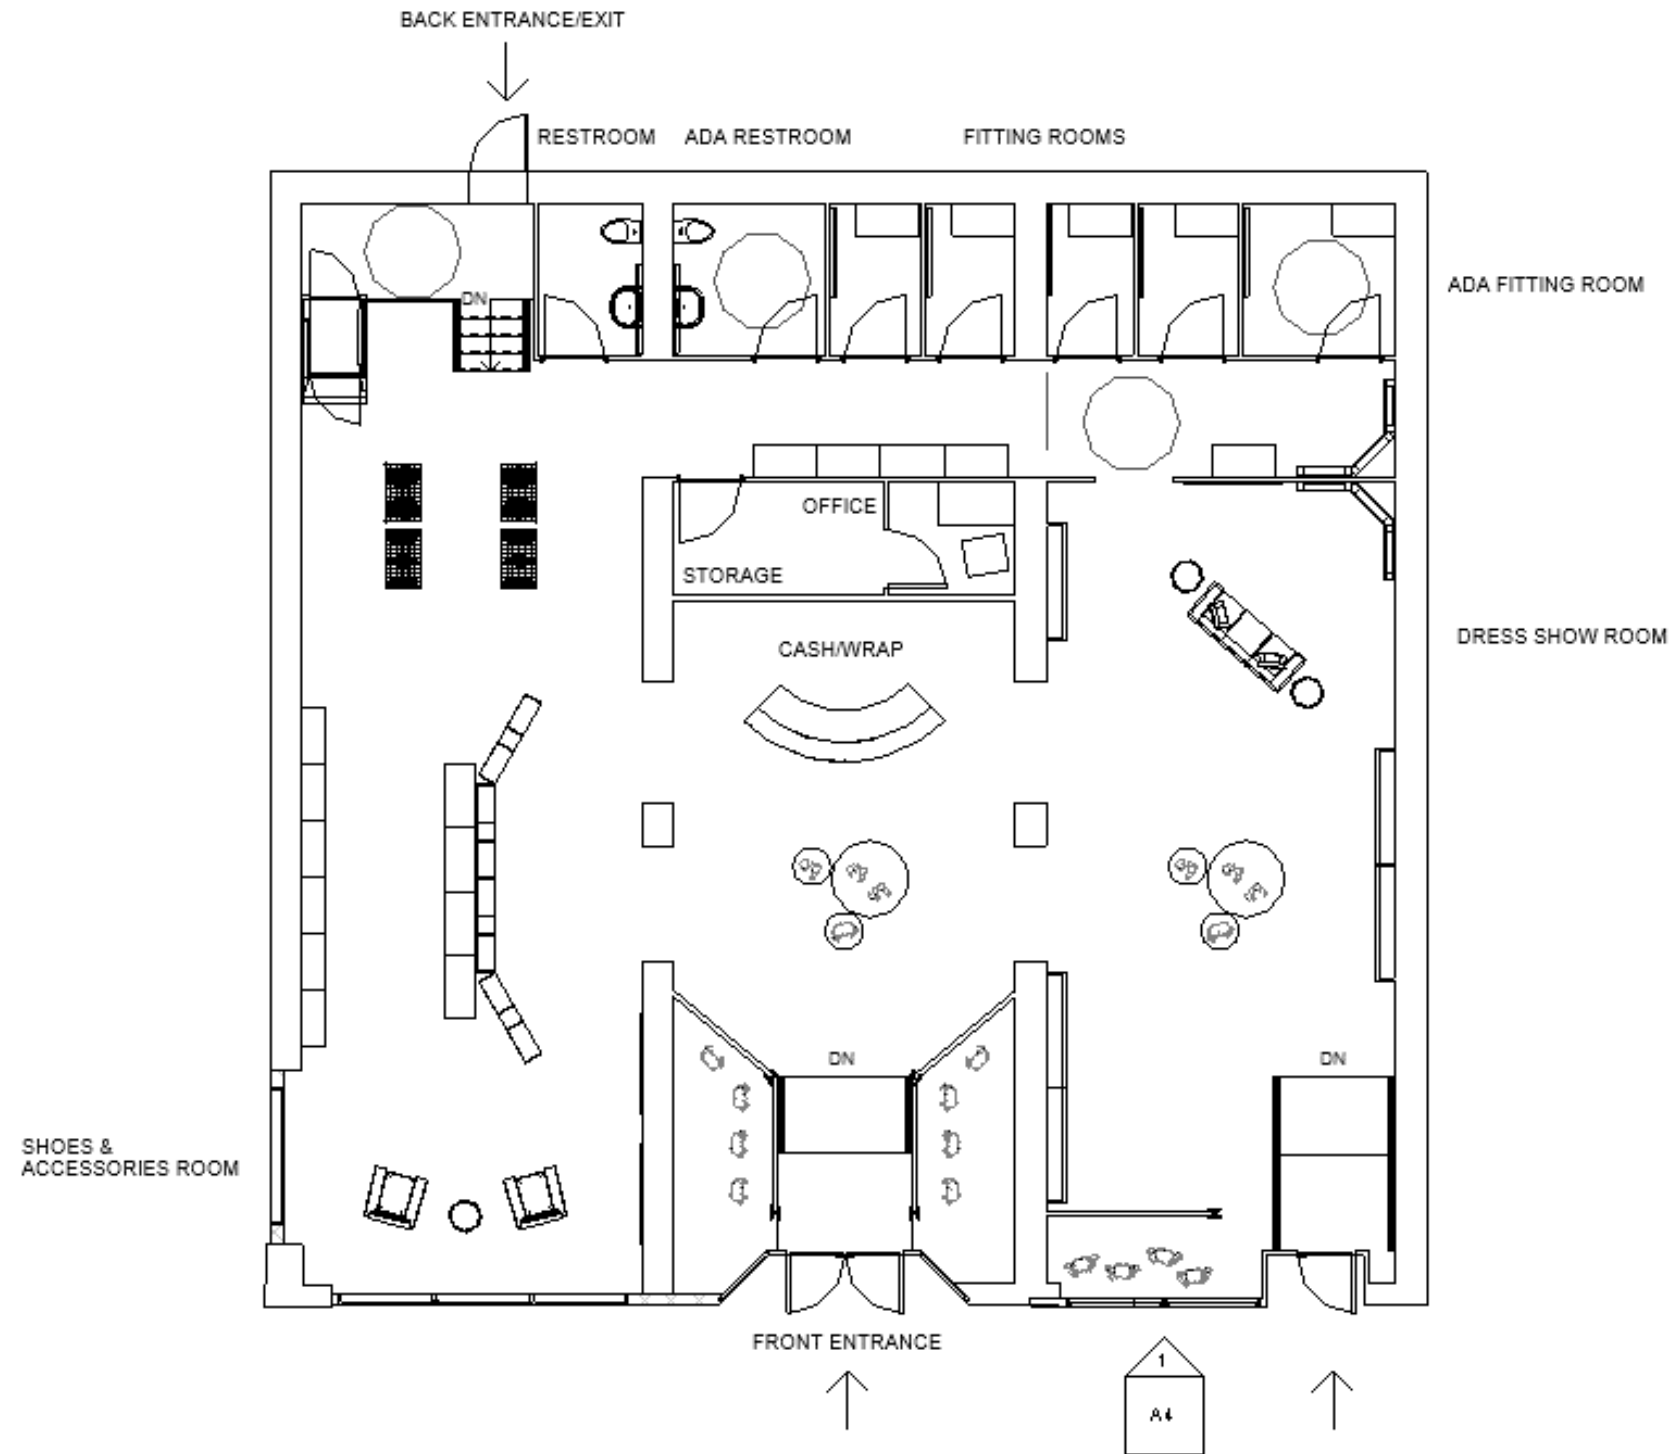 BACK ENTRANCE/EXIT
RESTROOM
ADA RESTROOM
FITTING ROOMS
ADA FITTING ROOM
DN
OFFICE
STORAGE
CASH/WRAP
DRESS SHOW ROOM
DN
DN
SHOES &
ACCESSORIES ROOM
FRONT ENTRANCE
1
A4